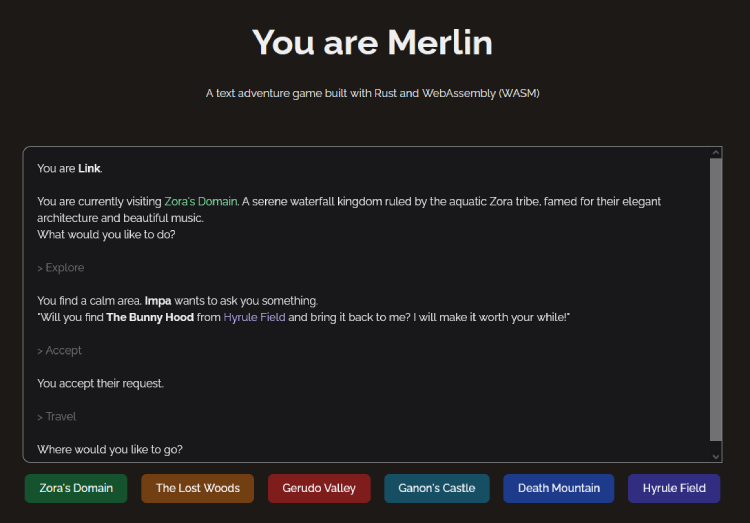 You are Merlin
A text adventure game built with Rust and WebAssembly (WASM)
You are Link.
You are currently visiting Zora's Domain. A serene waterfall kingdom ruled by the aquatic Zora tribe, famed for their elegant
architecture and beautiful music.
What would you like to do?
> Explore
You find a calm area. Impa wants to ask you something.
"Will you find The Bunny Hood from Hyrule Field and bring it back to me? I will make it worth your while!"
> Accept
You accept their request.
> Travel
Where would you like to go?
Zora's Domain The Lost Woods Gerudo Valley Ganon's Castle Death Mountain Hyrule Field